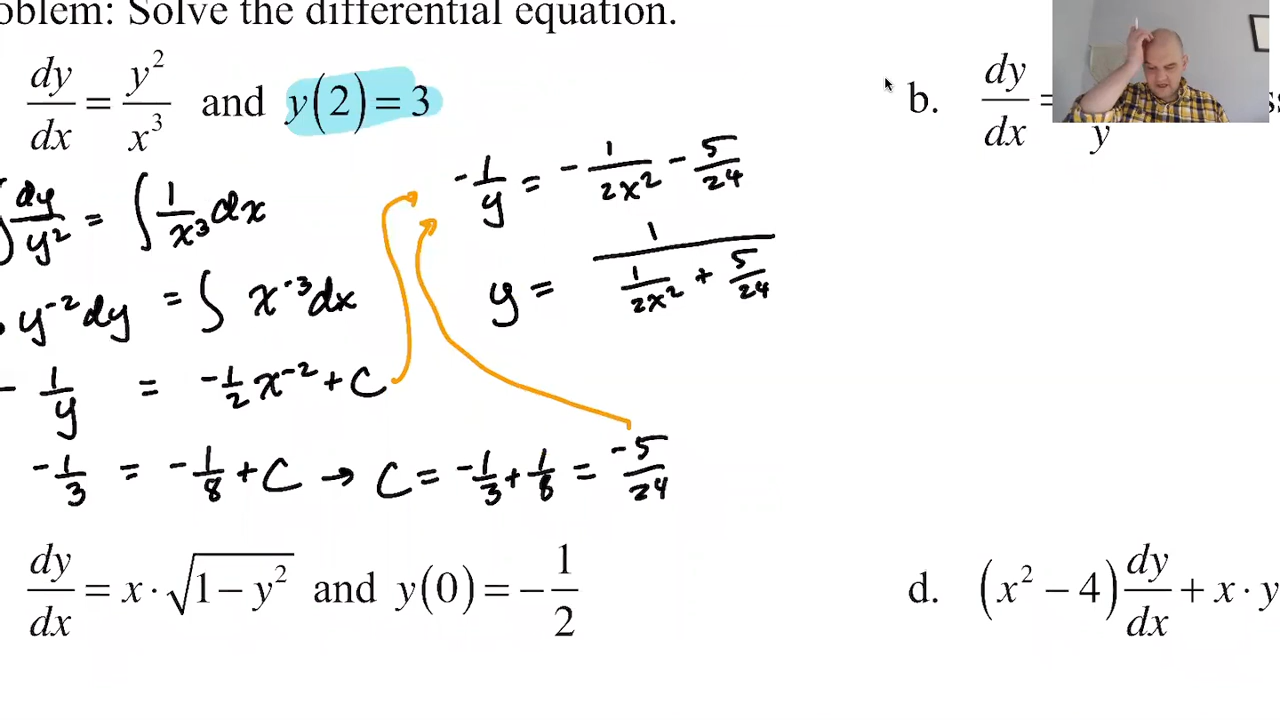 oblem: Solve the differential equation.
dy/dx = y²/x³ and y(2) = 3
∫ dy/y² = ∫ 1/x³ dx
y⁻² dy = ∫ x⁻³ dx
- 1/y = -1/2 x⁻² + C
-1/3 = -1/8 + C → C = -1/3 + 1/8 = -5/24
-1/y = -1/(2x²) - 5/24
y = 1/(1/(2x²) + 5/24)
b. dy/dx =
y
dy/dx = x · √(1 - y²) and y(0) = -1/2
d. (x² - 4) dy/dx + x · y